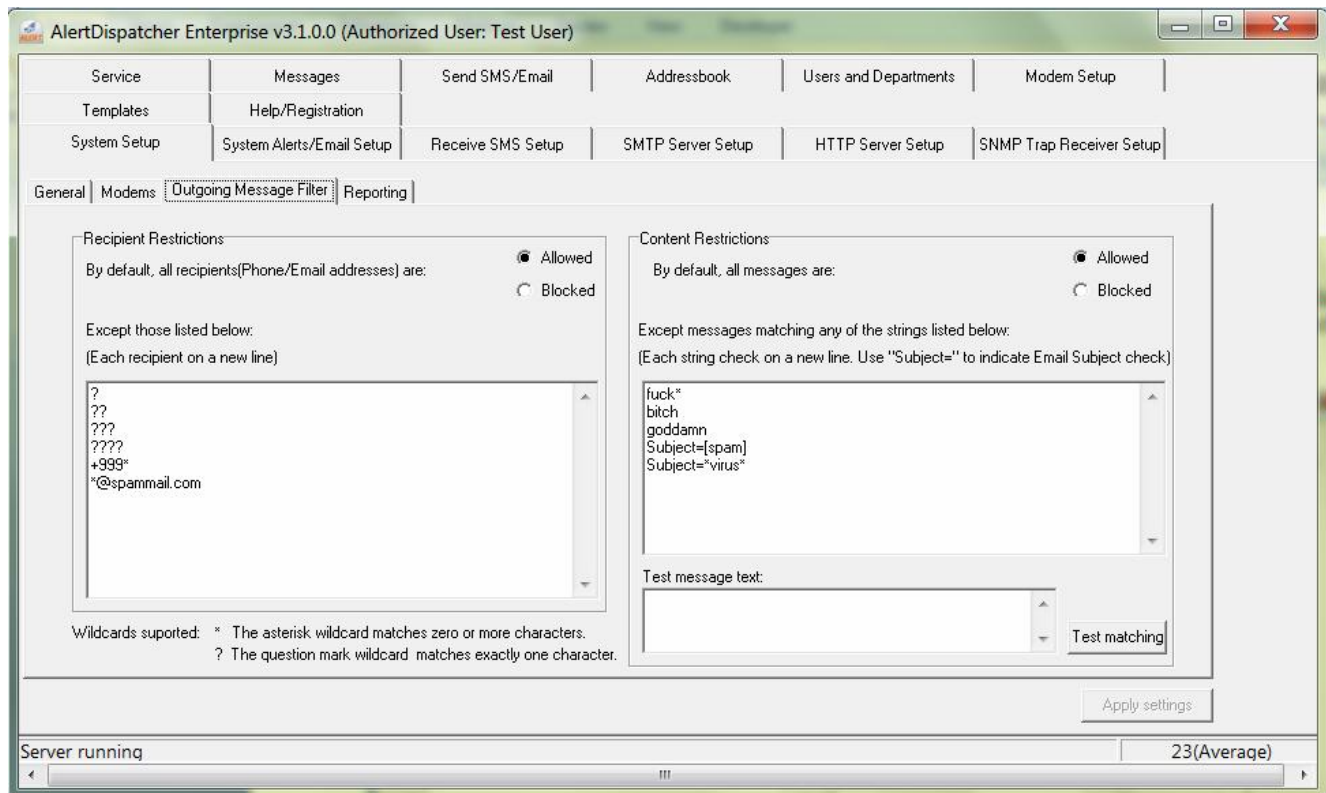 AlertDispatcher Enterprise v3.1.0.0 (Authorized User: Test User)
Service Messages Send SMS/Email Addressbook Users and Departments Modem Setup
Templates Help/Registration
System Setup System Alerts/Email Setup Receive SMS Setup SMTP Server Setup HTTP Server Setup SNMP Trap Receiver Setup
General Modems Outgoing Message Filter Reporting
Recipient Restrictions
By default, all recipients(Phone/Email addresses) are:
Allowed
Blocked
Except those listed below:
(Each recipient on a new line)
?
??
???
????
+999*
*@spammail.com
Wildcards suported: * The asterisk wildcard matches zero or more characters.
? The question mark wildcard matches exactly one character.
Content Restrictions
By default, all messages are:
Allowed
Blocked
Except messages matching any of the strings listed below:
(Each string check on a new line. Use "Subject=" to indicate Email Subject check)
fuck*
bitch
goddamn
Subject=[spam]
Subject=*virus*
Test message text:
Test matching
Apply settings
Server running
23(Average)